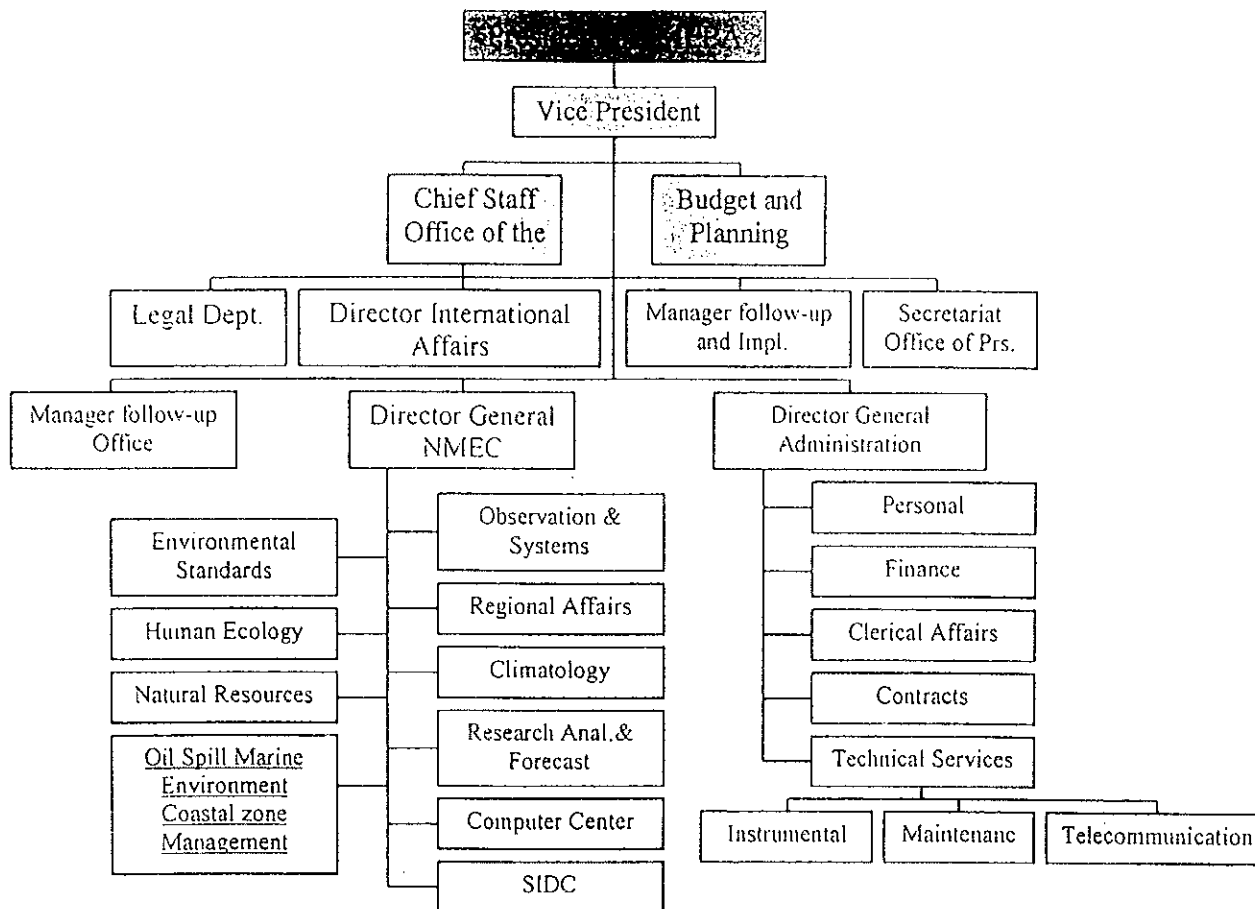 Vice President
Chief Staff
Office of the
Budget and
Planning
Legal Dept.
Director International
Affairs
Manager follow-up
and Impl.
Secretariat
Office of Prs.
Manager follow-up
Office
Director General
NMEC
Director General
Administration
Environmental
Standards
Human Ecology
Natural Resources
Oil Spill Marine
Environment
Coastal zone
Management
Observation &
Systems
Regional Affairs
Climatology
Research Anal.&
Forecast
Computer Center
SIDC
Personal
Finance
Clerical Affairs
Contracts
Technical Services
Instrumental
Maintenanc
Telecommunication